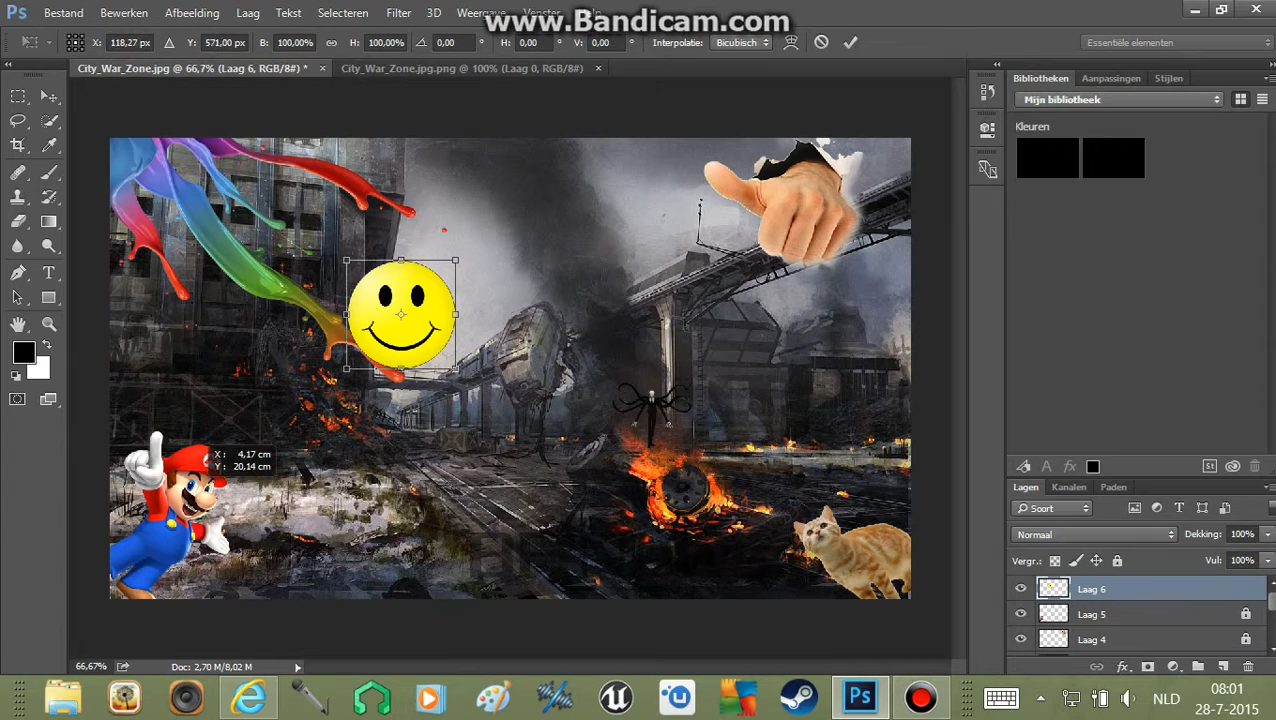 www.Bandicam.com
Ps Bestand Bewerken Afbeelding Laag Tekst Selecteren Filter 3D Weergave
X: 118,27 px Y: 571,00 px B: 100,00% H: 100,00% 0,00 ° H: 0,00 ° V: 0,00 ° Interpolatie: Bicubisch Essentiële elementen
City_War_Zone.jpg @ 66,7% (Laag 6, RGB/8#) * × City_War_Zone.jpg.png @ 100% (Laag 0, RGB/8#) ×
Bibliotheken Aanpassingen Stijlen
Mijn bibliotheek
Kleuren
X: 4,17 cm
Y: 20,14 cm
St
Lagen Kanalen Paden
Soort
Normaal Dekking: 100%
Vergr.: Vul: 100%
Laag 6
Laag 5
Laag 4
66,67% Doc: 2,70 M/8,02 M
fx
Ps NLD 08:01
28-7-2015